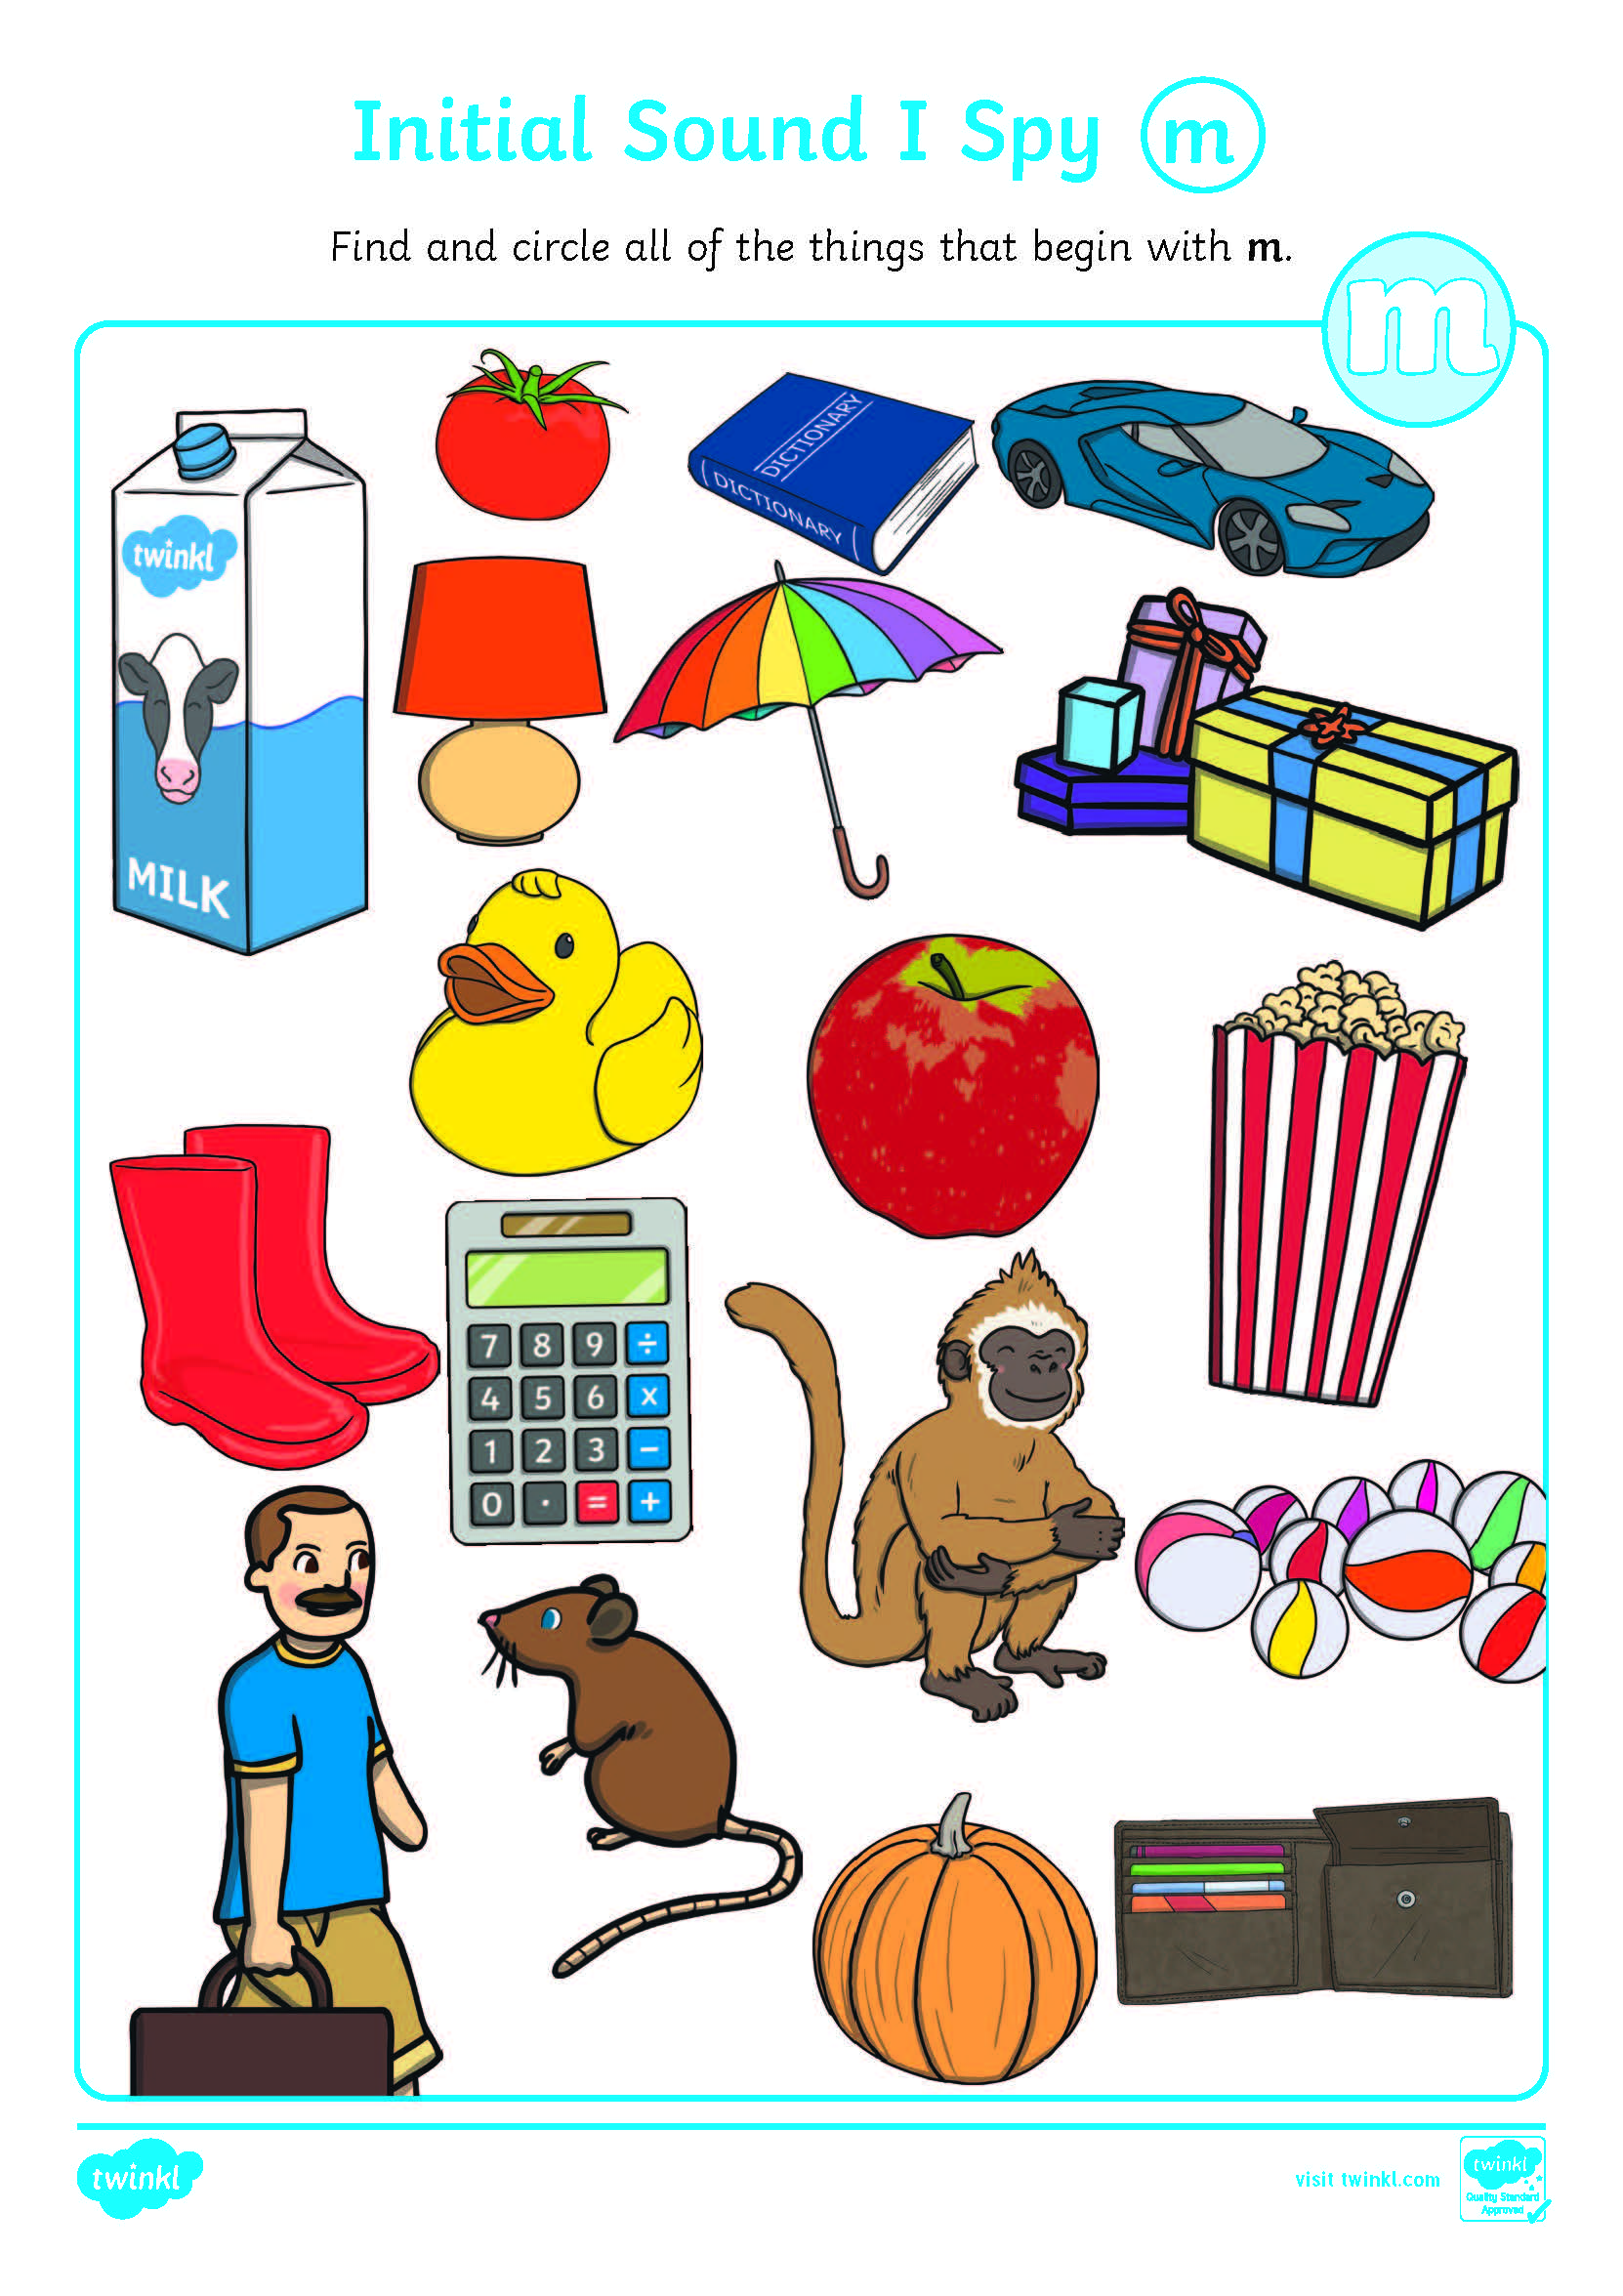 Initial Sound I Spy m
Find and circle all of the things that begin with m.
m
DICTIONARY
DICTIONARY
twinkl
MILK
7 8 9 ÷
4 5 6 x
1 2 3 −
0 · = +
twinkl
visit twinkl.com
twinkl
Quality Standard
Approved